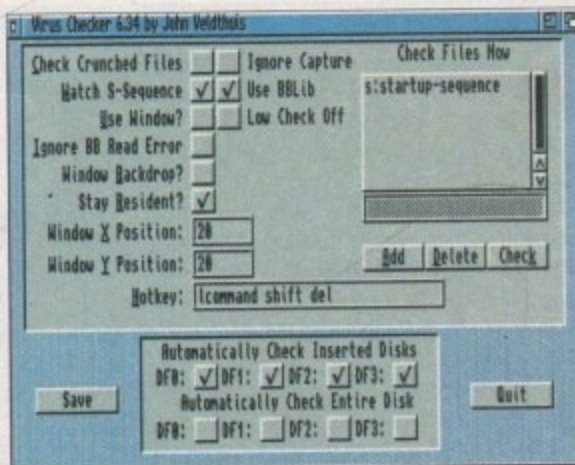 Virus Checker 6.34 by John Veldthuis
Check Crunched Files
Ignore Capture
Watch S-Sequence
Use BBLib
Use Window?
Low Check Off
Ignore BB Read Error
Window Backdrop?
Stay Resident?
Window X Position: 20
Window Y Position: 20
Hotkey: lcommand shift del
Check Files Now
s:startup-sequence
Add Delete Check
Automatically Check Inserted Disks
DF0: DF1: DF2: DF3:
Automatically Check Entire Disk
DF0: DF1: DF2: DF3:
Save
Quit